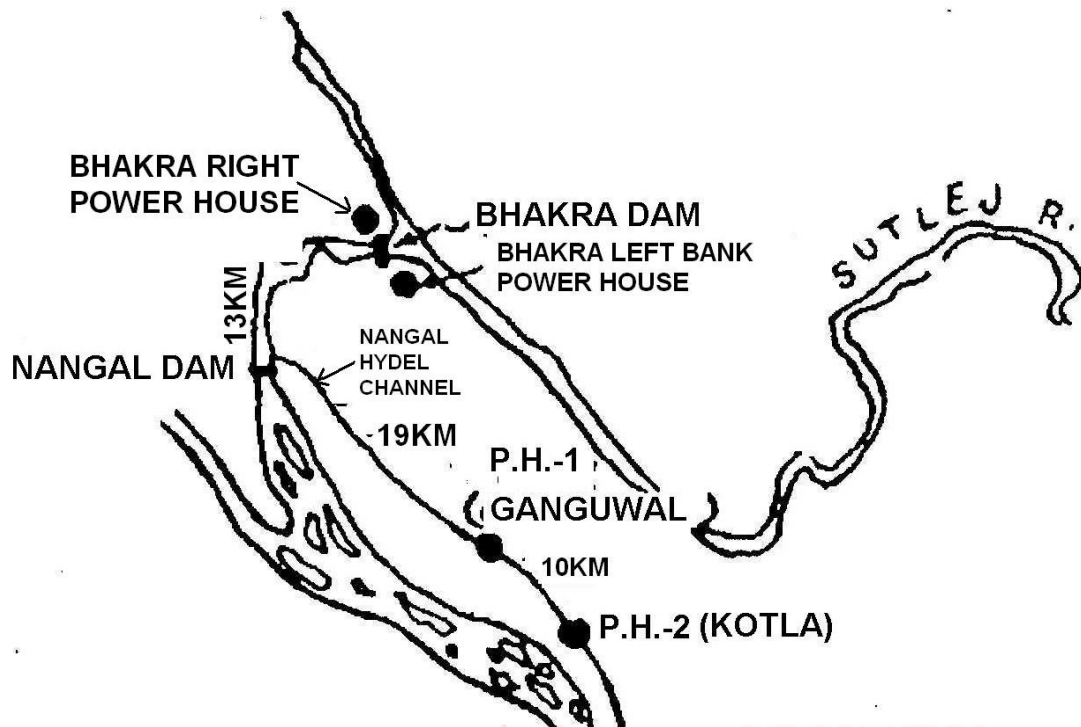 BHAKRA RIGHT
POWER HOUSE
BHAKRA DAM
BHAKRA LEFT BANK
POWER HOUSE
SUTLEJ R.
13KM
NANGAL DAM
NANGAL
HYDEL
CHANNEL
19KM
P.H.-1
GANGUWAL
10KM
P.H.-2 (KOTLA)